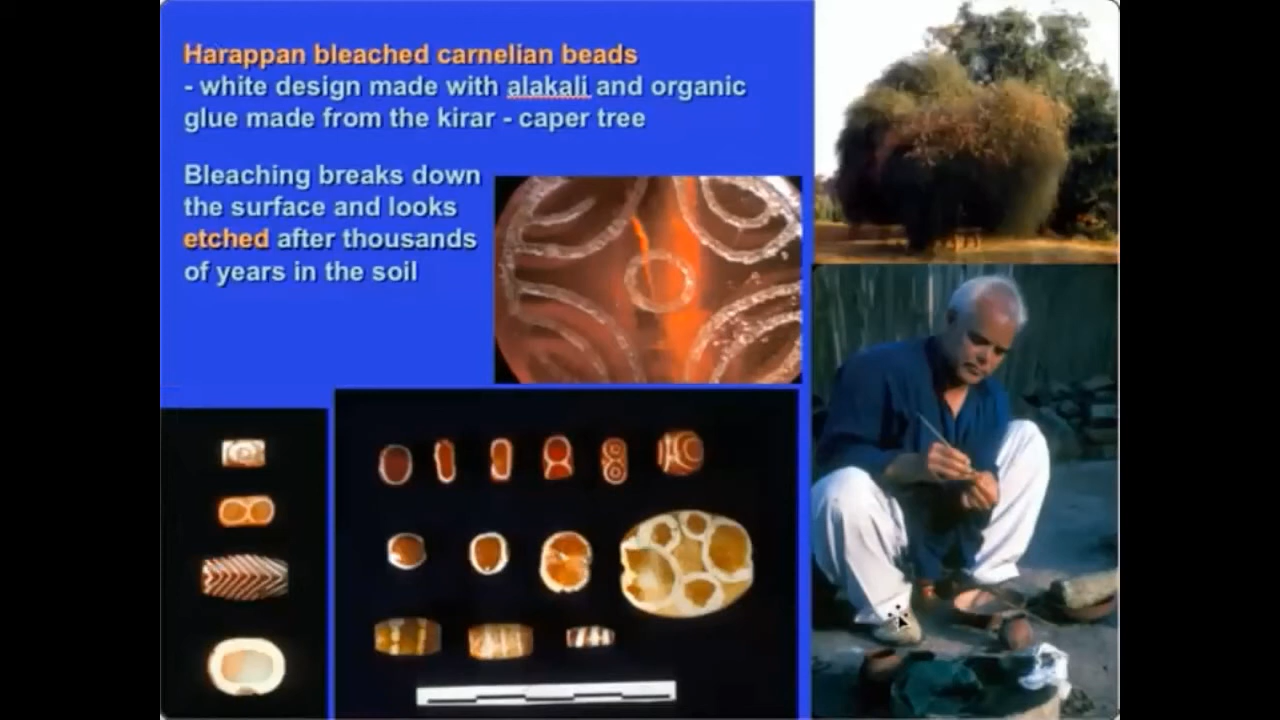 Harappan bleached carnelian beads
- white design made with alakali and organic
glue made from the kirar - caper tree
Bleaching breaks down
the surface and looks
etched after thousands
of years in the soil